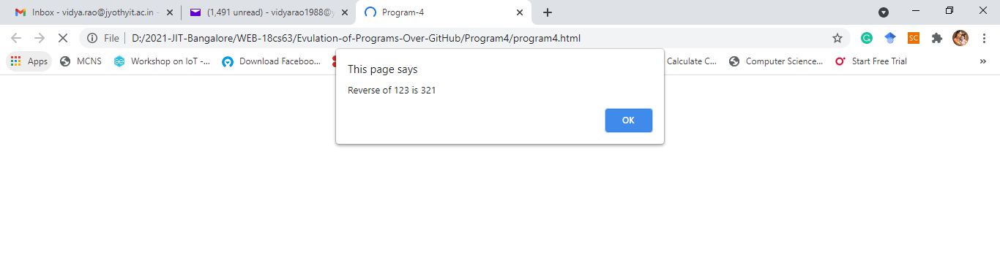 Inbox - vidya.rao@jyothyit.ac.in -
(1,491 unread) - vidyarao1988@y
Program-4
File | D:/2021-JIT-Bangalore/WEB-18cs63/Evulation-of-Programs-Over-GitHub/Program4/program4.html
SC
Apps MCNS Workshop on IoT -... Download Faceboo... Calculate C... Computer Science... Start Free Trial »
This page says
Reverse of 123 is 321
OK